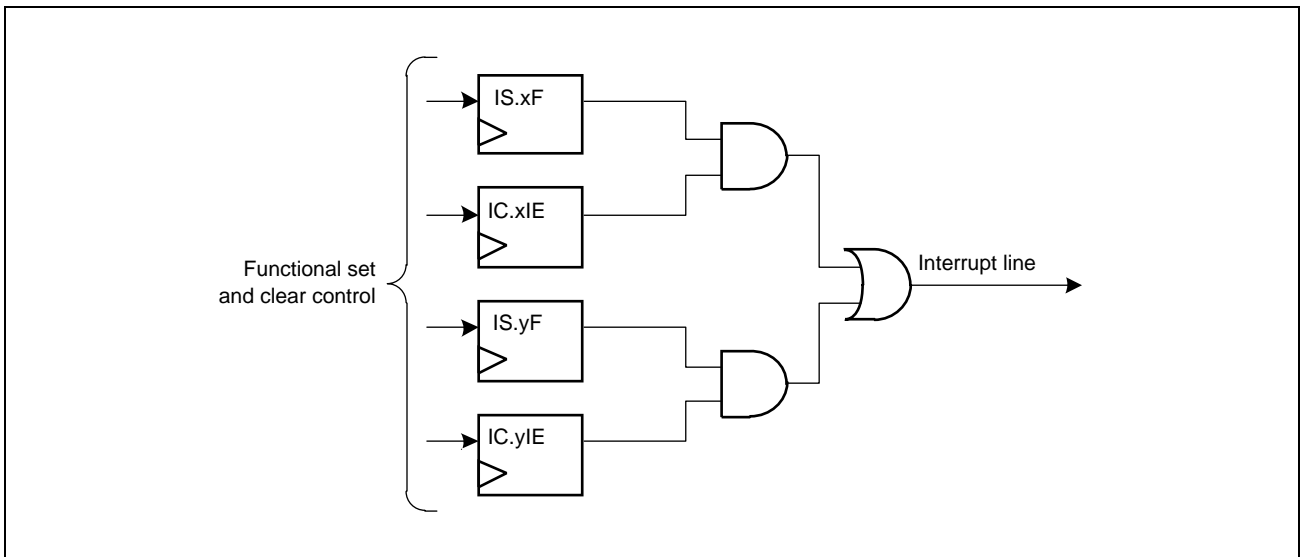 IS.xF
IC.xIE
Functional set
and clear control
IS.yF
IC.yIE
Interrupt line